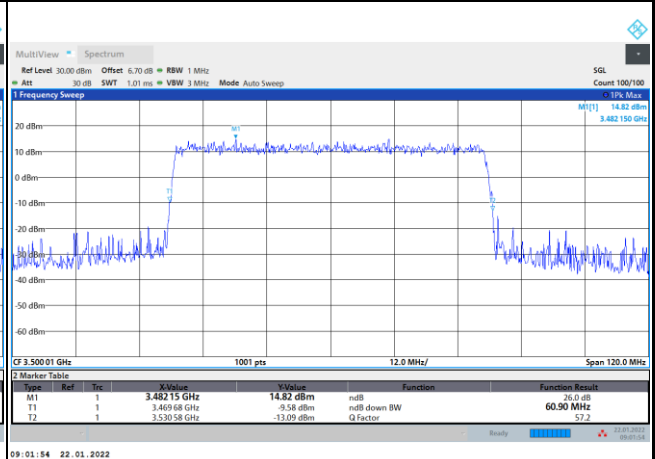 MultiView Spectrum
Ref Level 30.00 dBm Offset 6.70 dB RBW 1 MHz SGL
Att 30 dB SWT 1.01 ms VBW 3 MHz Mode Auto Sweep Count 100/100
1 Frequency Sweep 1Pk Max
M1[1] 14.82 dBm
3.482 150 GHz
M1
20 dBm
10 dBm
0 dBm
T1
-10 dBm
T2
-20 dBm
-30 dBm
-40 dBm
-50 dBm
-60 dBm
CF 3.500 01 GHz 1001 pts 12.0 MHz/ Span 120.0 MHz
2 Marker Table
Type Ref Trc X-Value Y-Value Function Function Result
M1 1 3.482 15 GHz 14.82 dBm ndB 26.0 dB
T1 1 3.469 68 GHz -9.58 dBm ndB down BW 60.90 MHz
T2 1 3.530 58 GHz -13.09 dBm Q Factor 57.2
Ready 22.01.2022
09:01:54
09:01:54 22.01.2022